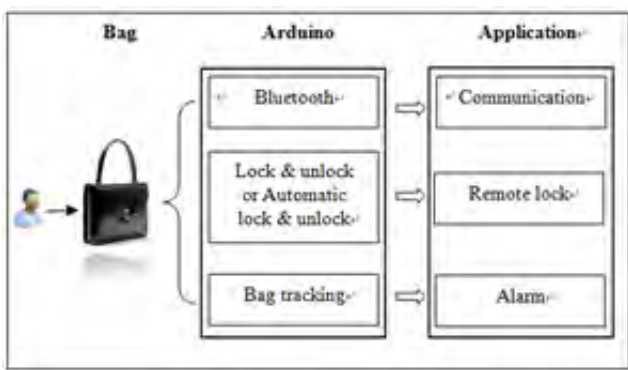 Bag
Arduino
Application
Bluetooth
Communication
Lock & unlock
or Automatic
lock & unlock
Remote lock
Bag tracking
Alarm